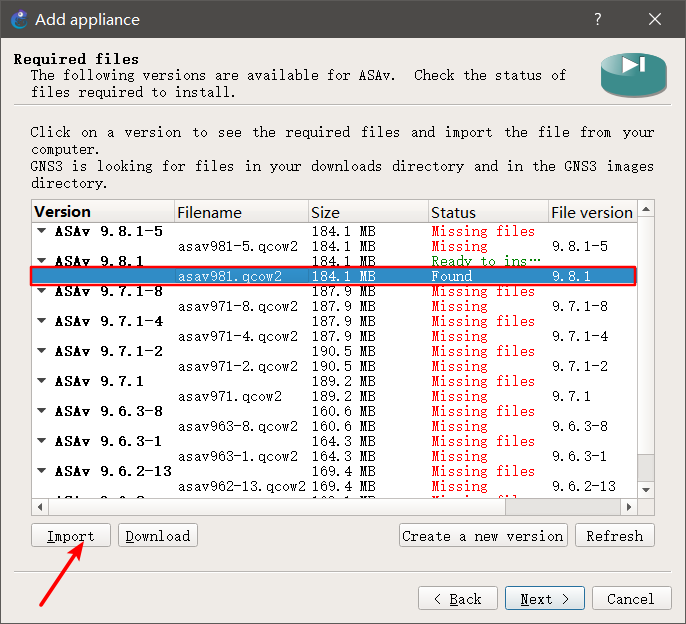 Add appliance
Required files
The following versions are available for ASAv. Check the status of
files required to install.
Click on a version to see the required files and import the file from your
computer.
GNS3 is looking for files in your downloads directory and in the GNS3 images
directory.
Version Filename Size Status File version
ASAv 9.8.1-5 184.1 MB Missing files
asav981-5.qcow2 184.1 MB Missing 9.8.1-5
ASAv 9.8.1 184.1 MB Ready to ins…
asav981.qcow2 184.1 MB Found 9.8.1
ASAv 9.7.1-8 187.9 MB Missing files
asav971-8.qcow2 187.9 MB Missing 9.7.1-8
ASAv 9.7.1-4 187.9 MB Missing files
asav971-4.qcow2 187.9 MB Missing 9.7.1-4
ASAv 9.7.1-2 190.5 MB Missing files
asav971-2.qcow2 190.5 MB Missing 9.7.1-2
ASAv 9.7.1 189.2 MB Missing files
asav971.qcow2 189.2 MB Missing 9.7.1
ASAv 9.6.3-8 160.6 MB Missing files
asav963-8.qcow2 160.6 MB Missing 9.6.3-8
ASAv 9.6.3-1 164.3 MB Missing files
asav963-1.qcow2 164.3 MB Missing 9.6.3-1
ASAv 9.6.2-13 169.4 MB Missing files
asav962-13.qcow2 169.4 MB Missing 9.6.2-13
Import Download Create a new version Refresh
< Back Next > Cancel